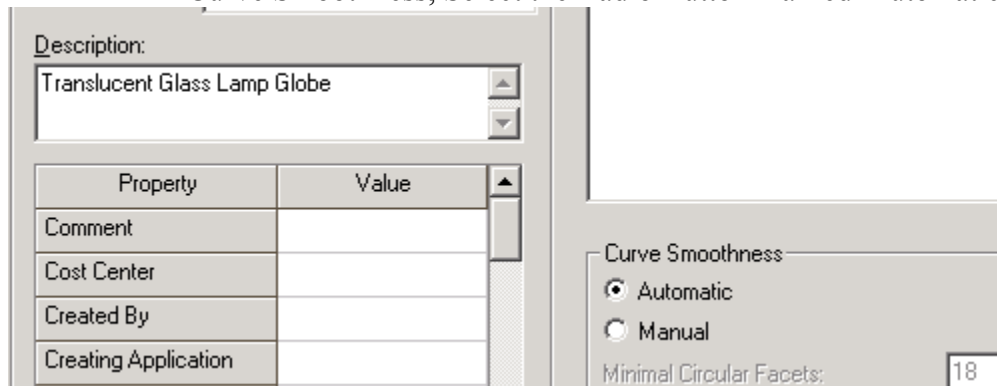 Description:
Translucent Glass Lamp Globe
Property Value
Comment
Cost Center
Created By
Creating Application
Curve Smoothness
Automatic
Manual
Minimal Circular Facets: 18